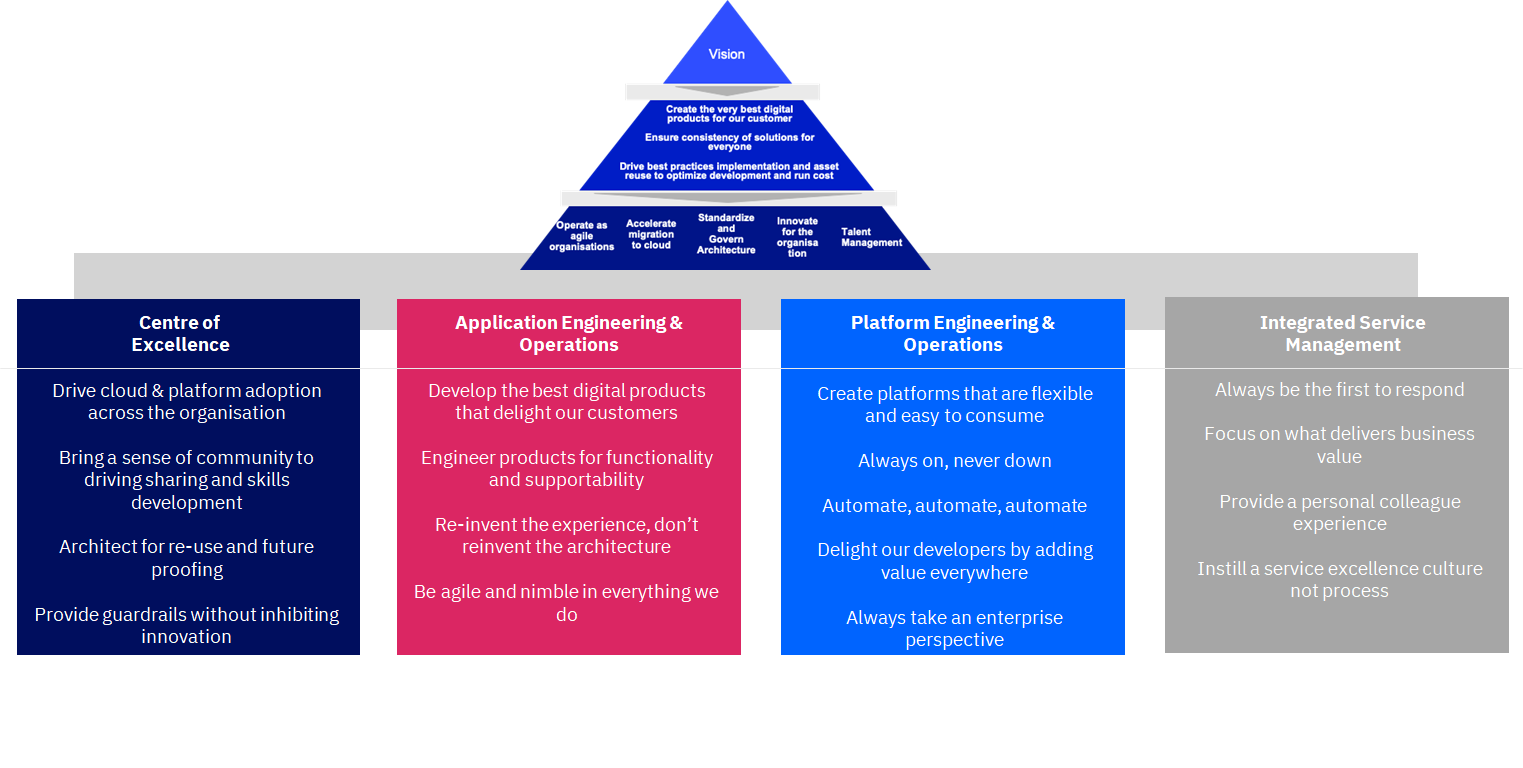 Vision
Create the very best digital
products for our customer
Ensure consistency of solutions for
everyone
Drive best practices implementation and asset
reuse to optimize development and run cost
Operate as
agile
organisations
Accelerate
migration
to cloud
Standardize
and
Govern
Architecture
Innovate
for the
organisa
tion
Talent
Management
Centre of
Excellence
Drive cloud & platform adoption
across the organisation
Bring a sense of community to
driving sharing and skills
development
Architect for re-use and future
proofing
Provide guardrails without inhibiting
innovation
Application Engineering &
Operations
Develop the best digital products
that delight our customers
Engineer products for functionality
and supportability
Re-invent the experience, don’t
reinvent the architecture
Be agile and nimble in everything we
do
Platform Engineering &
Operations
Create platforms that are flexible
and easy to consume
Always on, never down
Automate, automate, automate
Delight our developers by adding
value everywhere
Always take an enterprise
perspective
Integrated Service
Management
Always be the first to respond
Focus on what delivers business
value
Provide a personal colleague
experience
Instill a service excellence culture
not process